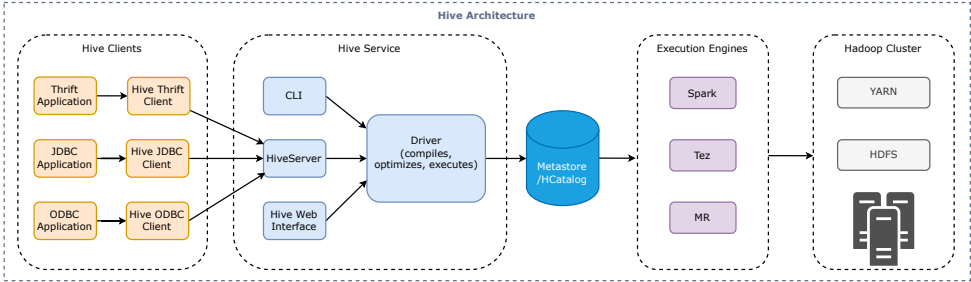 Hive Architecture
Hive Clients
Thrift
Application
Hive Thrift
Client
JDBC
Application
Hive JDBC
Client
ODBC
Application
Hive ODBC
Client
Hive Service
CLI
HiveServer
Hive Web
Interface
Driver
(compiles,
optimizes, executes)
Metastore
/HCatalog
Execution Engines
Spark
Tez
MR
Hadoop Cluster
YARN
HDFS